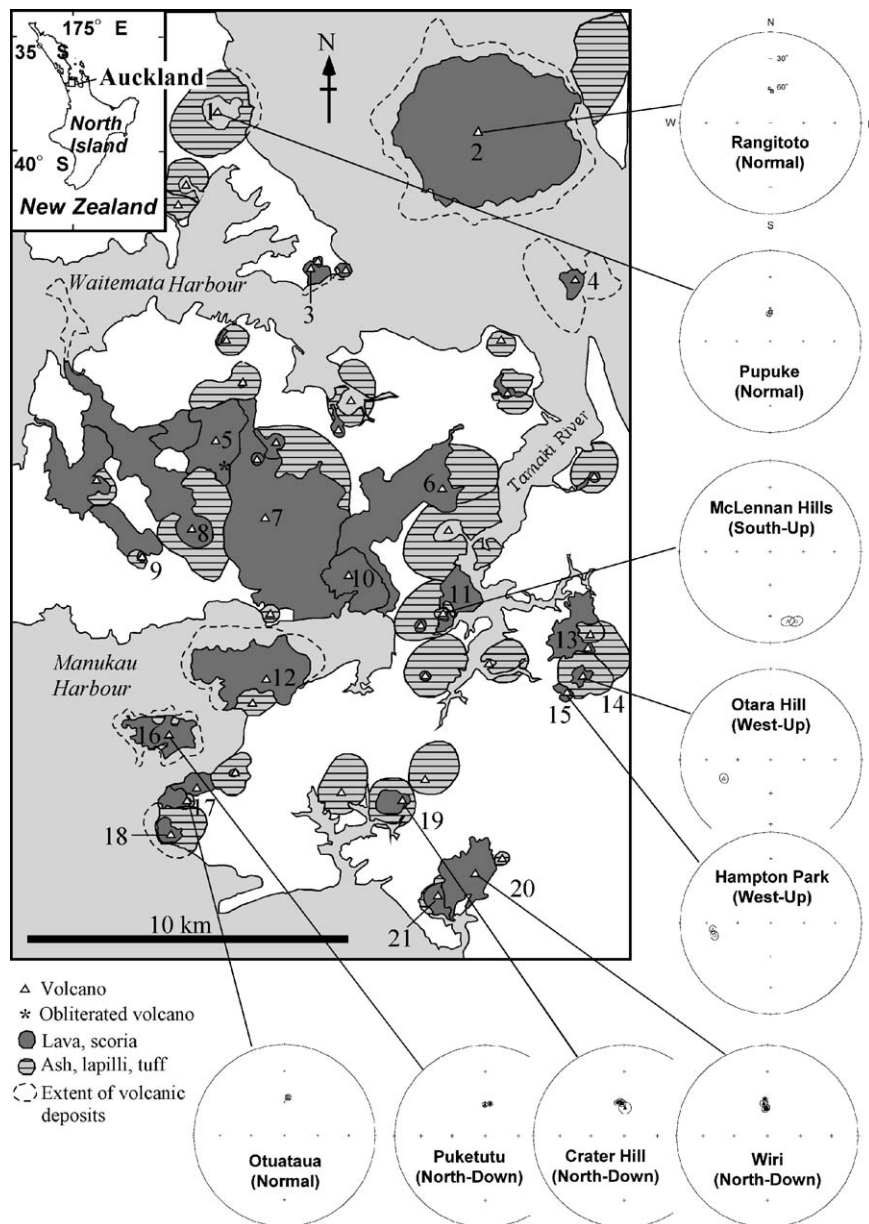 175° E
35°
S
Auckland
North
Island
40°
S
New Zealand
N
1
2
Waitemata Harbour
3
4
5
6
7
8
9
10
11
Tamaki River
12
13
14
15
Manukau
Harbour
16
17
18
19
20
21
10 km
Volcano
* Obliterated volcano
Lava, scoria
Ash, lapilli, tuff
Extent of volcanic
deposits
N
30°
60°
W
Rangitoto
(Normal)
S
Pupuke
(Normal)
McLennan Hills
(South-Up)
Otara Hill
(West-Up)
Hampton Park
(West-Up)
Otuataua
(Normal)
Puketutu
(North-Down)
Crater Hill
(North-Down)
Wiri
(North-Down)